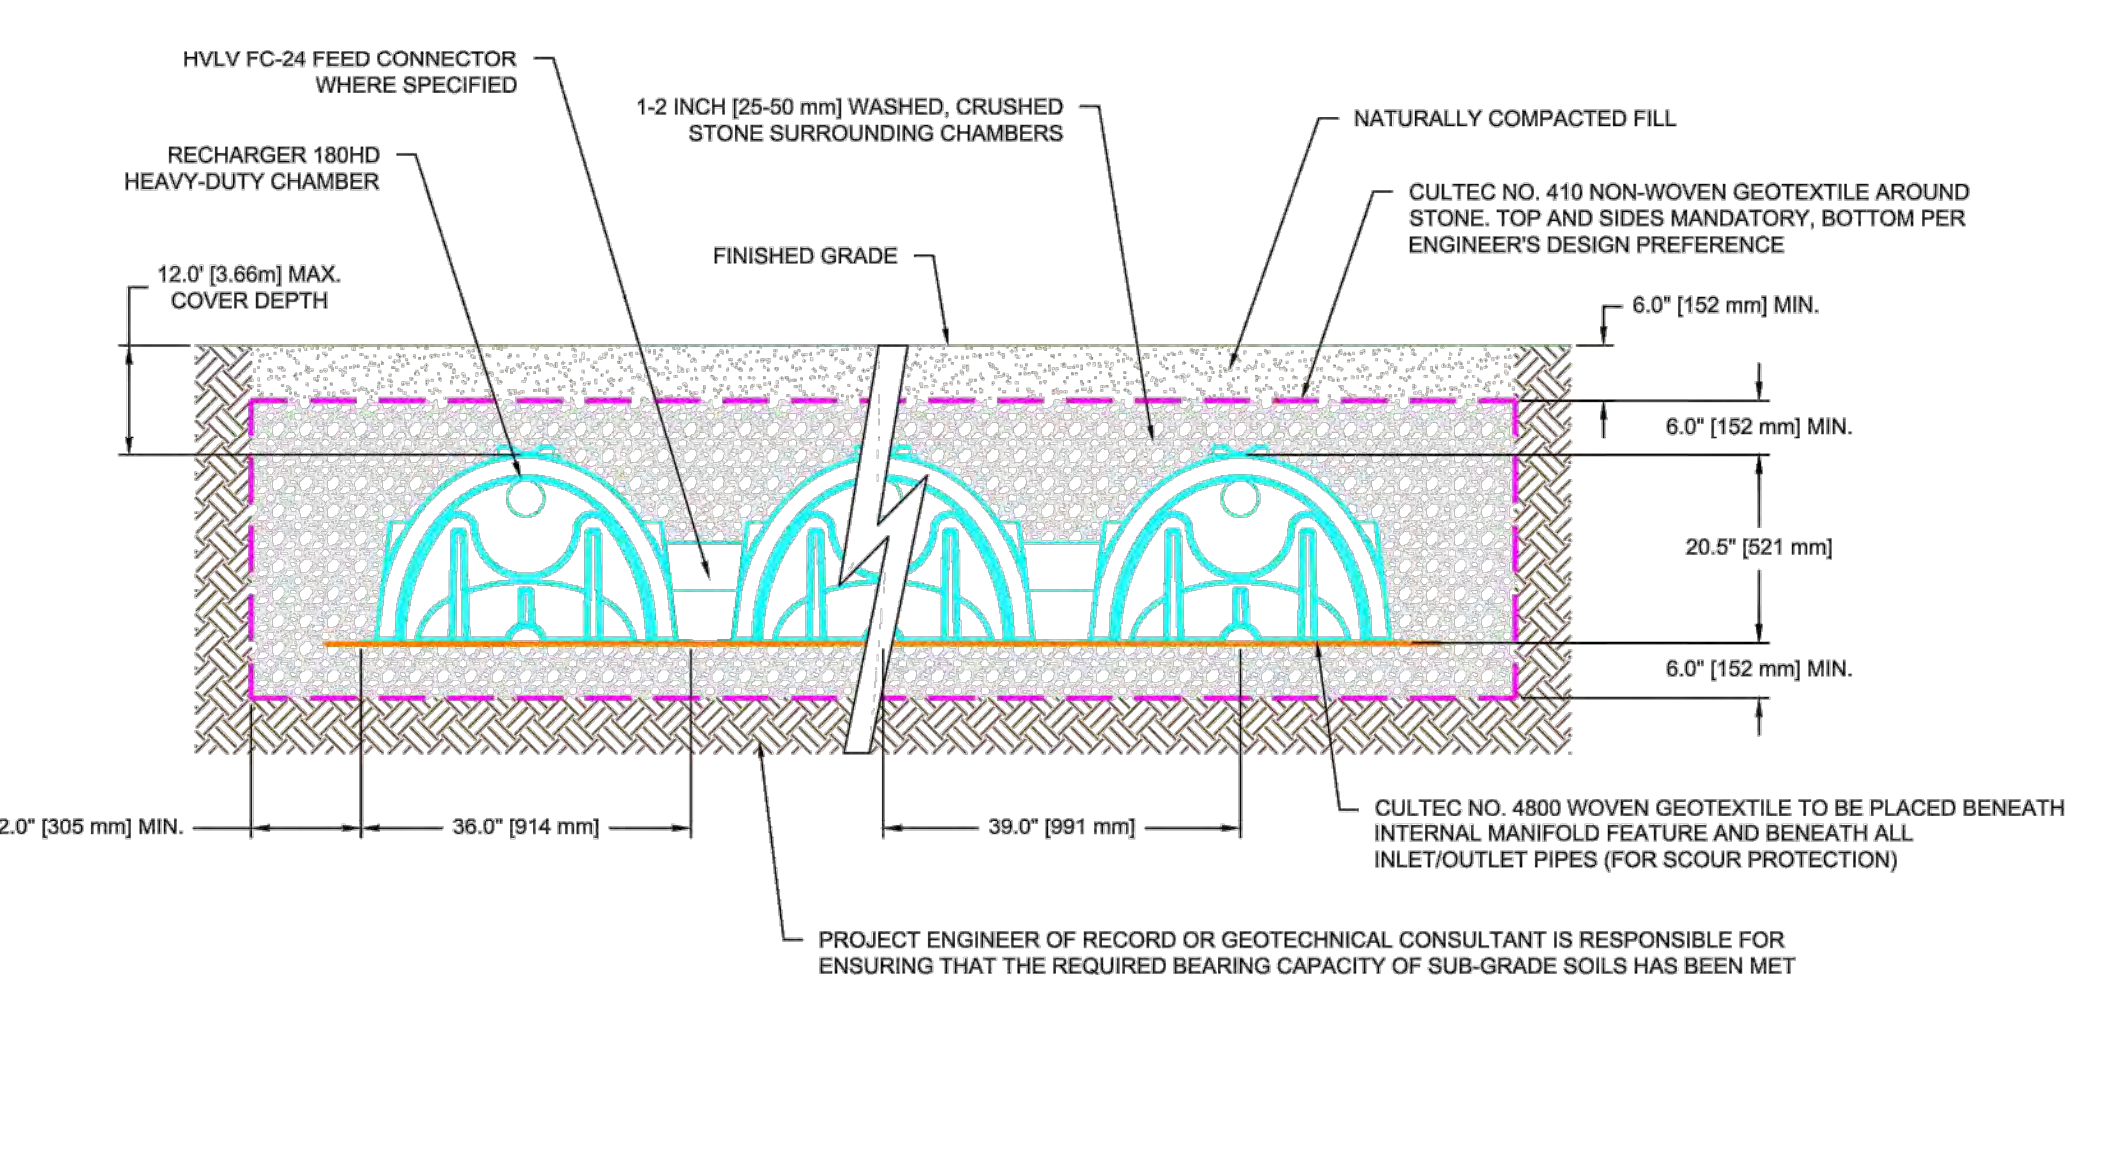 HVLV FC-24 FEED CONNECTOR
WHERE SPECIFIED
1-2 INCH [25-50 mm] WASHED, CRUSHED
STONE SURROUNDING CHAMBERS
NATURALLY COMPACTED FILL
RECHARGER 180HD
HEAVY-DUTY CHAMBER
CULTEC NO. 410 NON-WOVEN GEOTEXTILE AROUND
STONE. TOP AND SIDES MANDATORY, BOTTOM PER
ENGINEER'S DESIGN PREFERENCE
FINISHED GRADE
12.0' [3.66m] MAX.
COVER DEPTH
6.0" [152 mm] MIN.
6.0" [152 mm] MIN.
20.5" [521 mm]
6.0" [152 mm] MIN.
2.0" [305 mm] MIN.
36.0" [914 mm]
39.0" [991 mm]
CULTEC NO. 4800 WOVEN GEOTEXTILE TO BE PLACED BENEATH
INTERNAL MANIFOLD FEATURE AND BENEATH ALL
INLET/OUTLET PIPES (FOR SCOUR PROTECTION)
PROJECT ENGINEER OF RECORD OR GEOTECHNICAL CONSULTANT IS RESPONSIBLE FOR
ENSURING THAT THE REQUIRED BEARING CAPACITY OF SUB-GRADE SOILS HAS BEEN MET